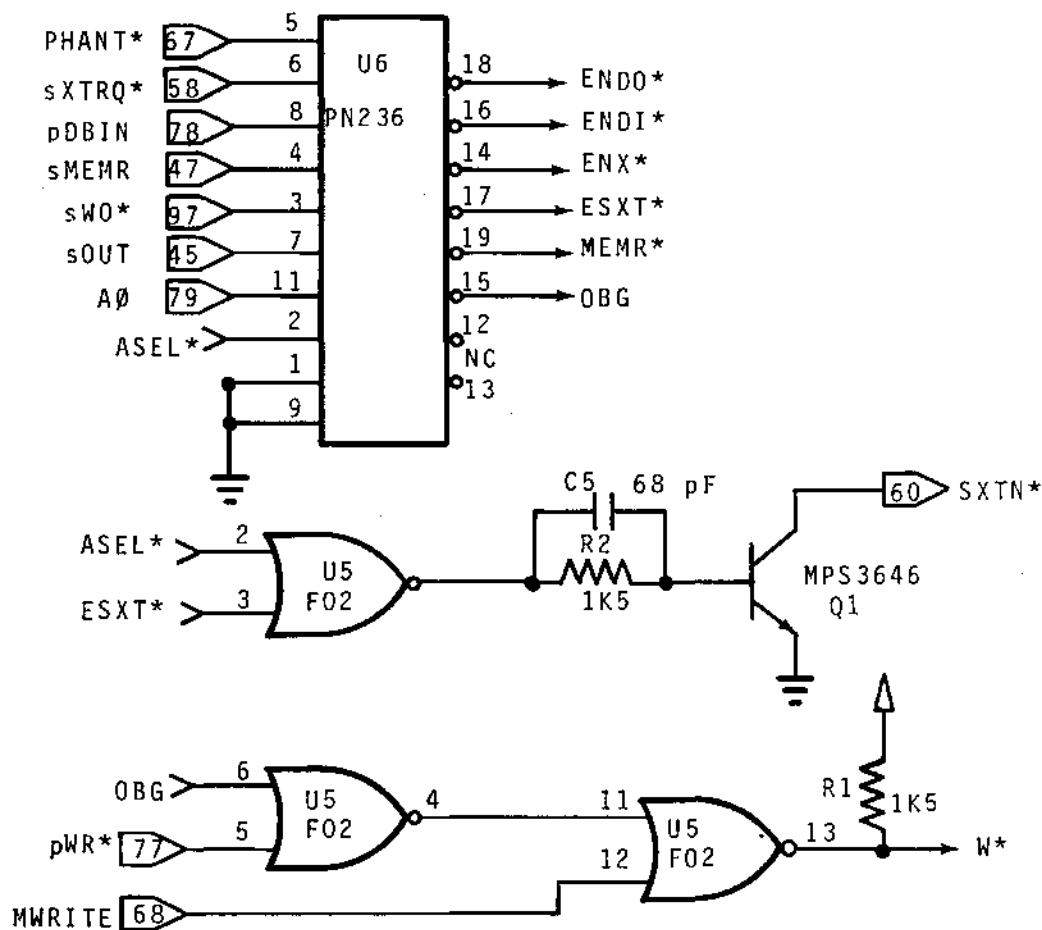 PHANT* 67 5 U6 18 ENDO*
sXTRQ* 58 6 PN236 16 ENDI*
pDBIN 78 8 14 ENX*
sMEMR 47 4 17 ESXT*
sWO* 97 3 19 MEMR*
sOUT 45 7 15 OBG
AØ 79 11 12
ASEL* 2 NC
1 13
9
C5 68 pF
60 SXTN*
ASEL* 2 U5 R2
ESXT* 3 F02 1K5
MPS3646
Q1
OBG 6 U5 4 11 U5 13 R1 1K5
pWR* 77 5 F02 12 F02 W*
MWRITE 68